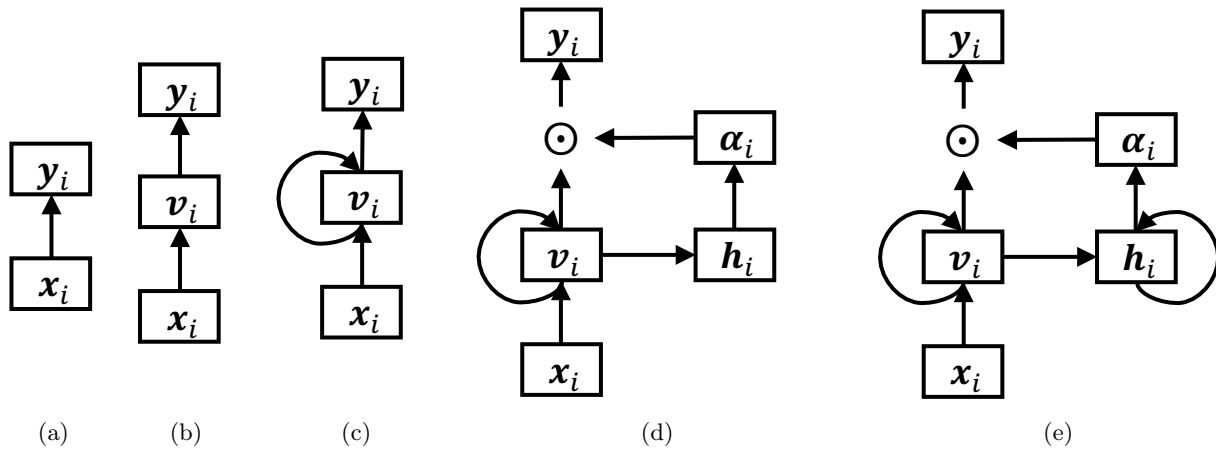 y_i
x_i
(a)
y_i
v_i
x_i
(b)
y_i
v_i
x_i
(c)
y_i
⊙ α_i
v_i h_i
x_i
(d)
y_i
⊙ α_i
v_i h_i
x_i
(e)